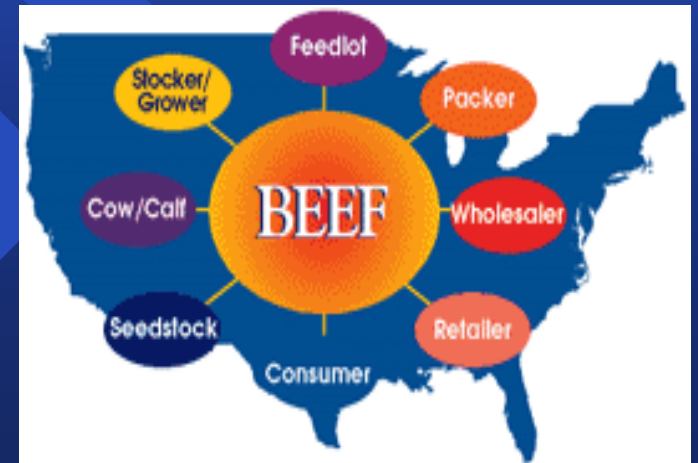 Feedlot
Stocker/
Grower
Packer
Cow/Calf
BEEF
Wholesaler
Seedstock
Retailer
Consumer